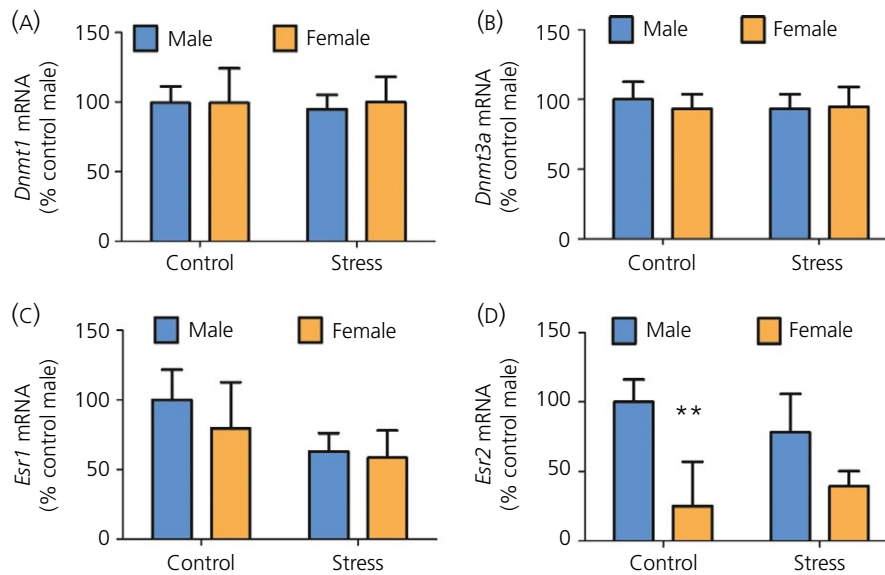 (A)
150
100
50
0
Dnmt1 mRNA
(% control male)
Male Female
Control Stress
(B)
150
100
50
0
Dnmt3a mRNA
(% control male)
Male Female
Control Stress
(C)
150
100
50
0
Esr1 mRNA
(% control male)
Male Female
Control Stress
(D)
150
100
50
0
Esr2 mRNA
(% control male)
Male Female
**
Control Stress